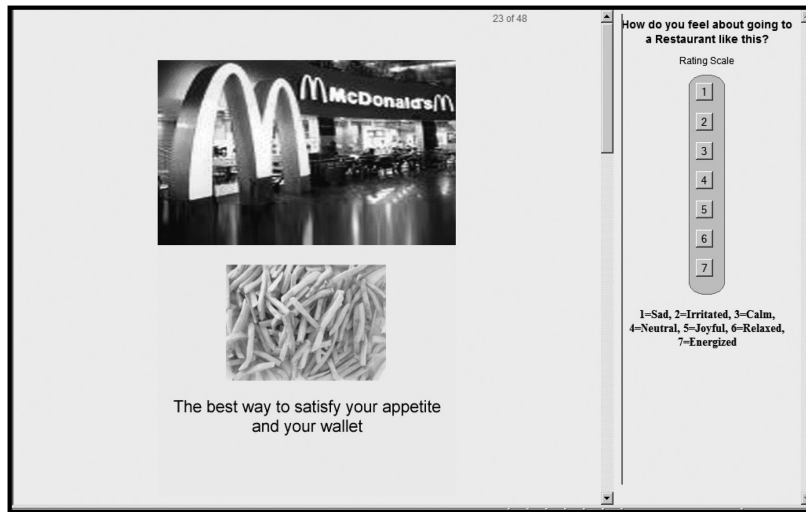 23 of 48
McDonald's
The best way to satisfy your appetite
and your wallet
How do you feel about going to
a Restaurant like this?
Rating Scale
1
2
3
4
5
6
7
1=Sad, 2=Irritated, 3=Calm,
4=Neutral, 5=Joyful, 6=Relaxed,
7=Energized